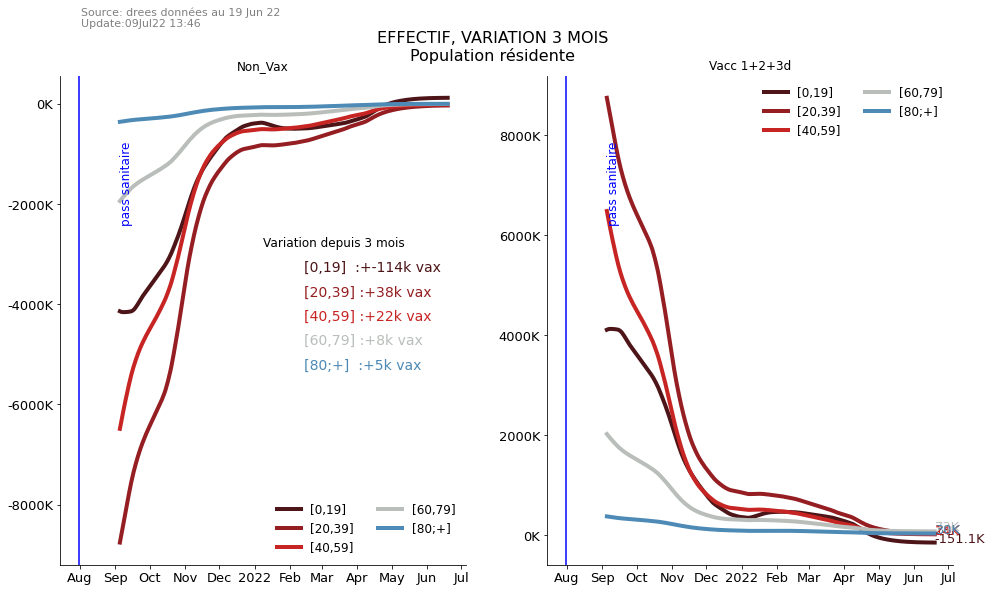 Source: drees données au 19 Jun 22
Update:09Jul22 13:46
EFFECTIF, VARIATION 3 MOIS
Population résidente
Non_Vax
0K
-2000K
-4000K
-6000K
-8000K
pass sanitaire
Variation depuis 3 mois
[0,19] :+-114k vax
[20,39] :+38k vax
[40,59] :+22k vax
[60,79] :+8k vax
[80;+] :+5k vax
[0,19]
[20,39]
[40,59]
[60,79]
[80;+]
Aug Sep Oct Nov Dec 2022 Feb Mar Apr May Jun Jul
Vacc 1+2+3d
8000K
6000K
4000K
2000K
0K
pass sanitaire
[0,19]
[20,39]
[40,59]
[60,79]
[80;+]
-151.1K
Aug Sep Oct Nov Dec 2022 Feb Mar Apr May Jun Jul